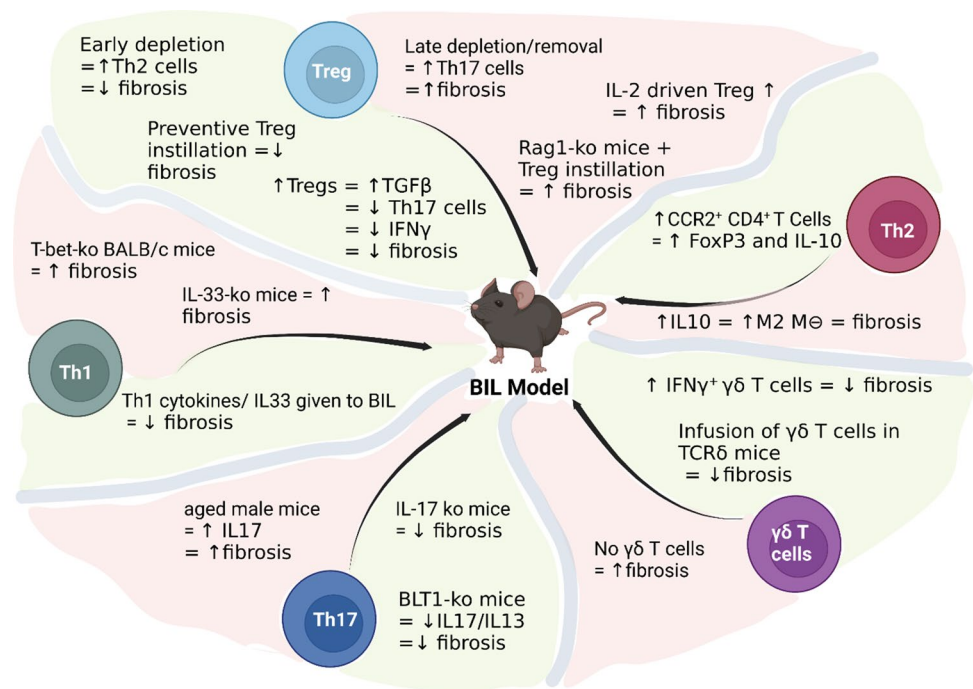 Early depletion
=↑Th2 cells
=↓ fibrosis
Treg
Late depletion/removal
= ↑Th17 cells
=↑fibrosis
IL-2 driven Treg ↑
= ↑ fibrosis
Preventive Treg
instillation =↓
fibrosis
Rag1-ko mice +
Treg instillation
= ↑ fibrosis
↑Tregs = ↑TGFβ
= ↓ Th17 cells
= ↓ IFNγ
= ↓ fibrosis
↑CCR2⁺ CD4⁺T Cells
= ↑ FoxP3 and IL-10
Th2
↑IL10 = ↑M2 MΘ = fibrosis
T-bet-ko BALB/c mice
= ↑ fibrosis
IL-33-ko mice = ↑
fibrosis
Th1
Th1 cytokines/ IL33 given to BIL
= ↓ fibrosis
BIL Model
↑ IFNγ⁺ γδ T cells = ↓ fibrosis
Infusion of γδ T cells in
TCRδ mice
= ↓fibrosis
γδ T
cells
No γδ T cells
= ↑fibrosis
aged male mice
= ↑ IL17
= ↑fibrosis
IL-17 ko mice
= ↓ fibrosis
Th17
BLT1-ko mice
= ↓IL17/IL13
=↓ fibrosis